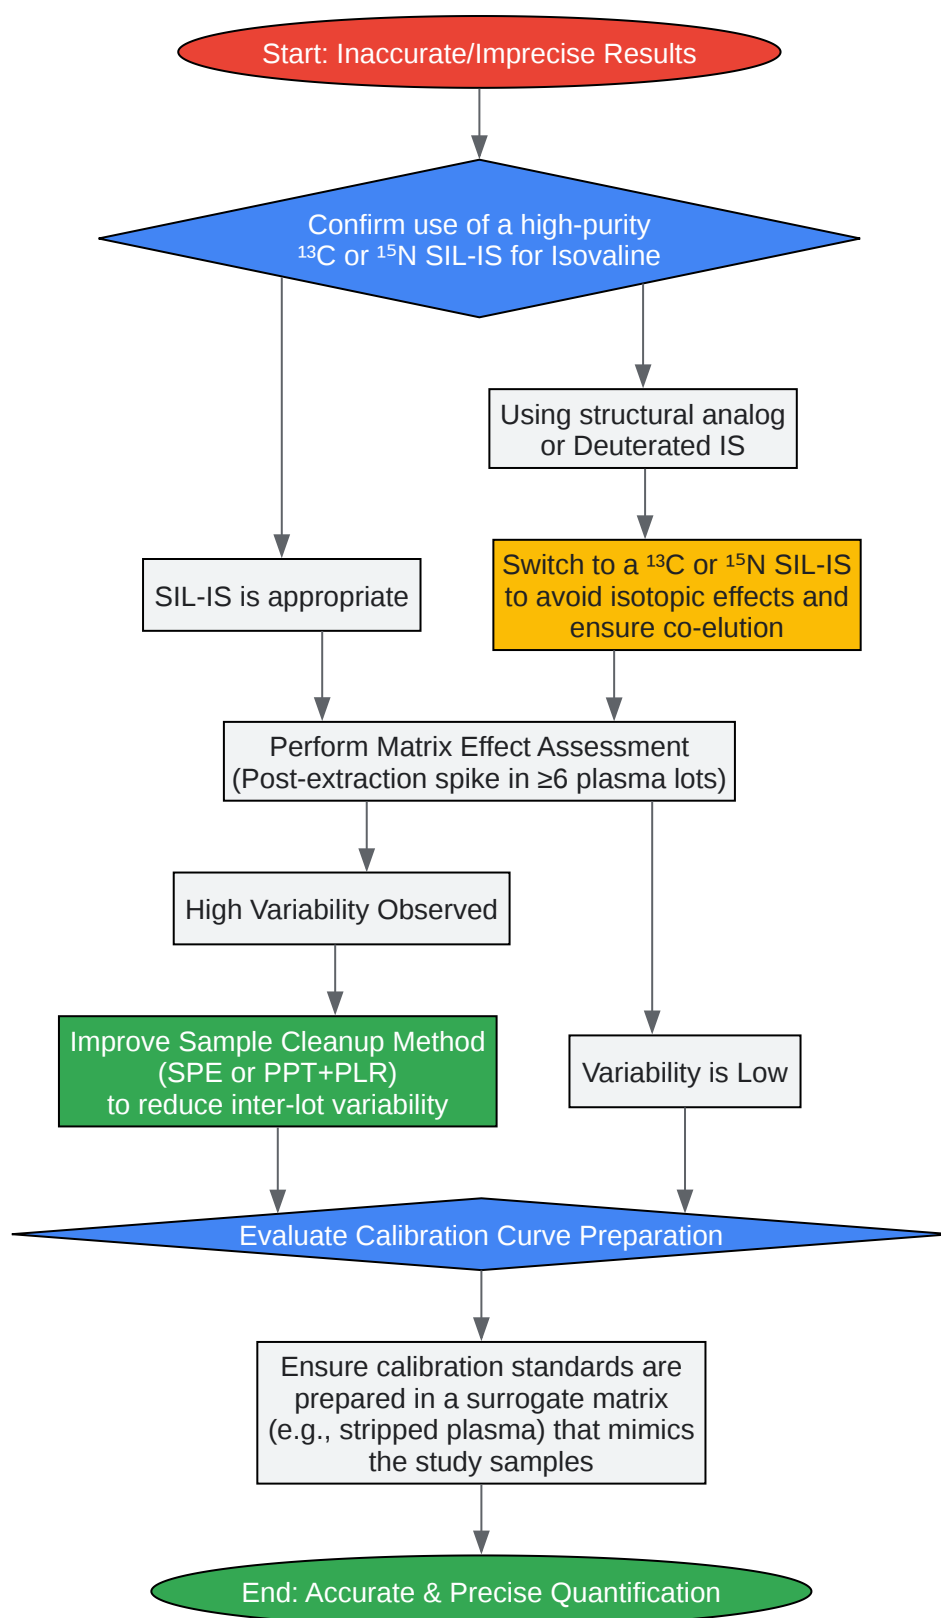 Start: Inaccurate/Imprecise Results
Confirm use of a high-purity
¹³C or ¹⁵N SIL-IS for Isovaline
Using structural analog
or Deuterated IS
Switch to a ¹³C or ¹⁵N SIL-IS
to avoid isotopic effects and
ensure co-elution
SIL-IS is appropriate
Perform Matrix Effect Assessment
(Post-extraction spike in ≥6 plasma lots)
High Variability Observed
Improve Sample Cleanup Method
(SPE or PPT+PLR)
to reduce inter-lot variability
Variability is Low
Evaluate Calibration Curve Preparation
Ensure calibration standards are
prepared in a surrogate matrix
(e.g., stripped plasma) that mimics
the study samples
End: Accurate & Precise Quantification